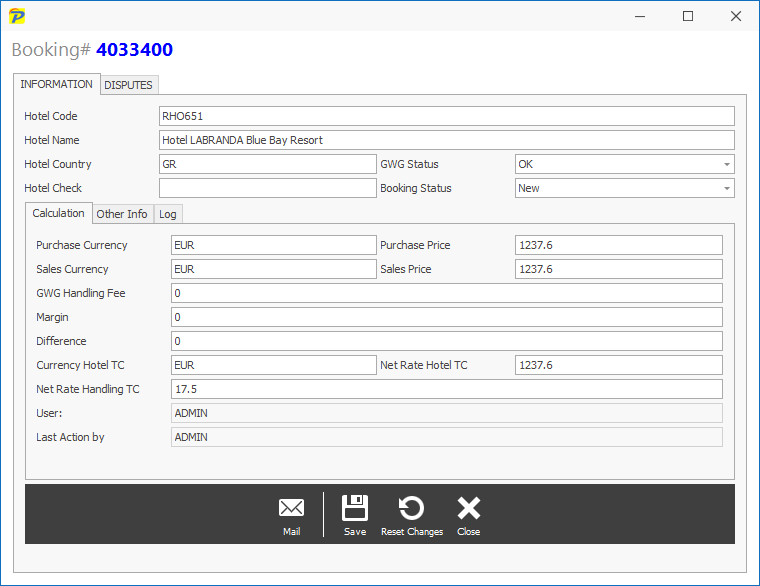 Booking# 4033400
INFORMATION DISPUTES
Hotel Code RHO651
Hotel Name Hotel LABRANDA Blue Bay Resort
Hotel Country GR GWG Status OK
Hotel Check Booking Status New
Calculation Other Info Log
Purchase Currency EUR Purchase Price 1237.6
Sales Currency EUR Sales Price 1237.6
GWG Handling Fee 0
Margin 0
Difference 0
Currency Hotel TC EUR Net Rate Hotel TC 1237.6
Net Rate Handling TC 17.5
User: ADMIN
Last Action by ADMIN
Mail Save Reset Changes Close